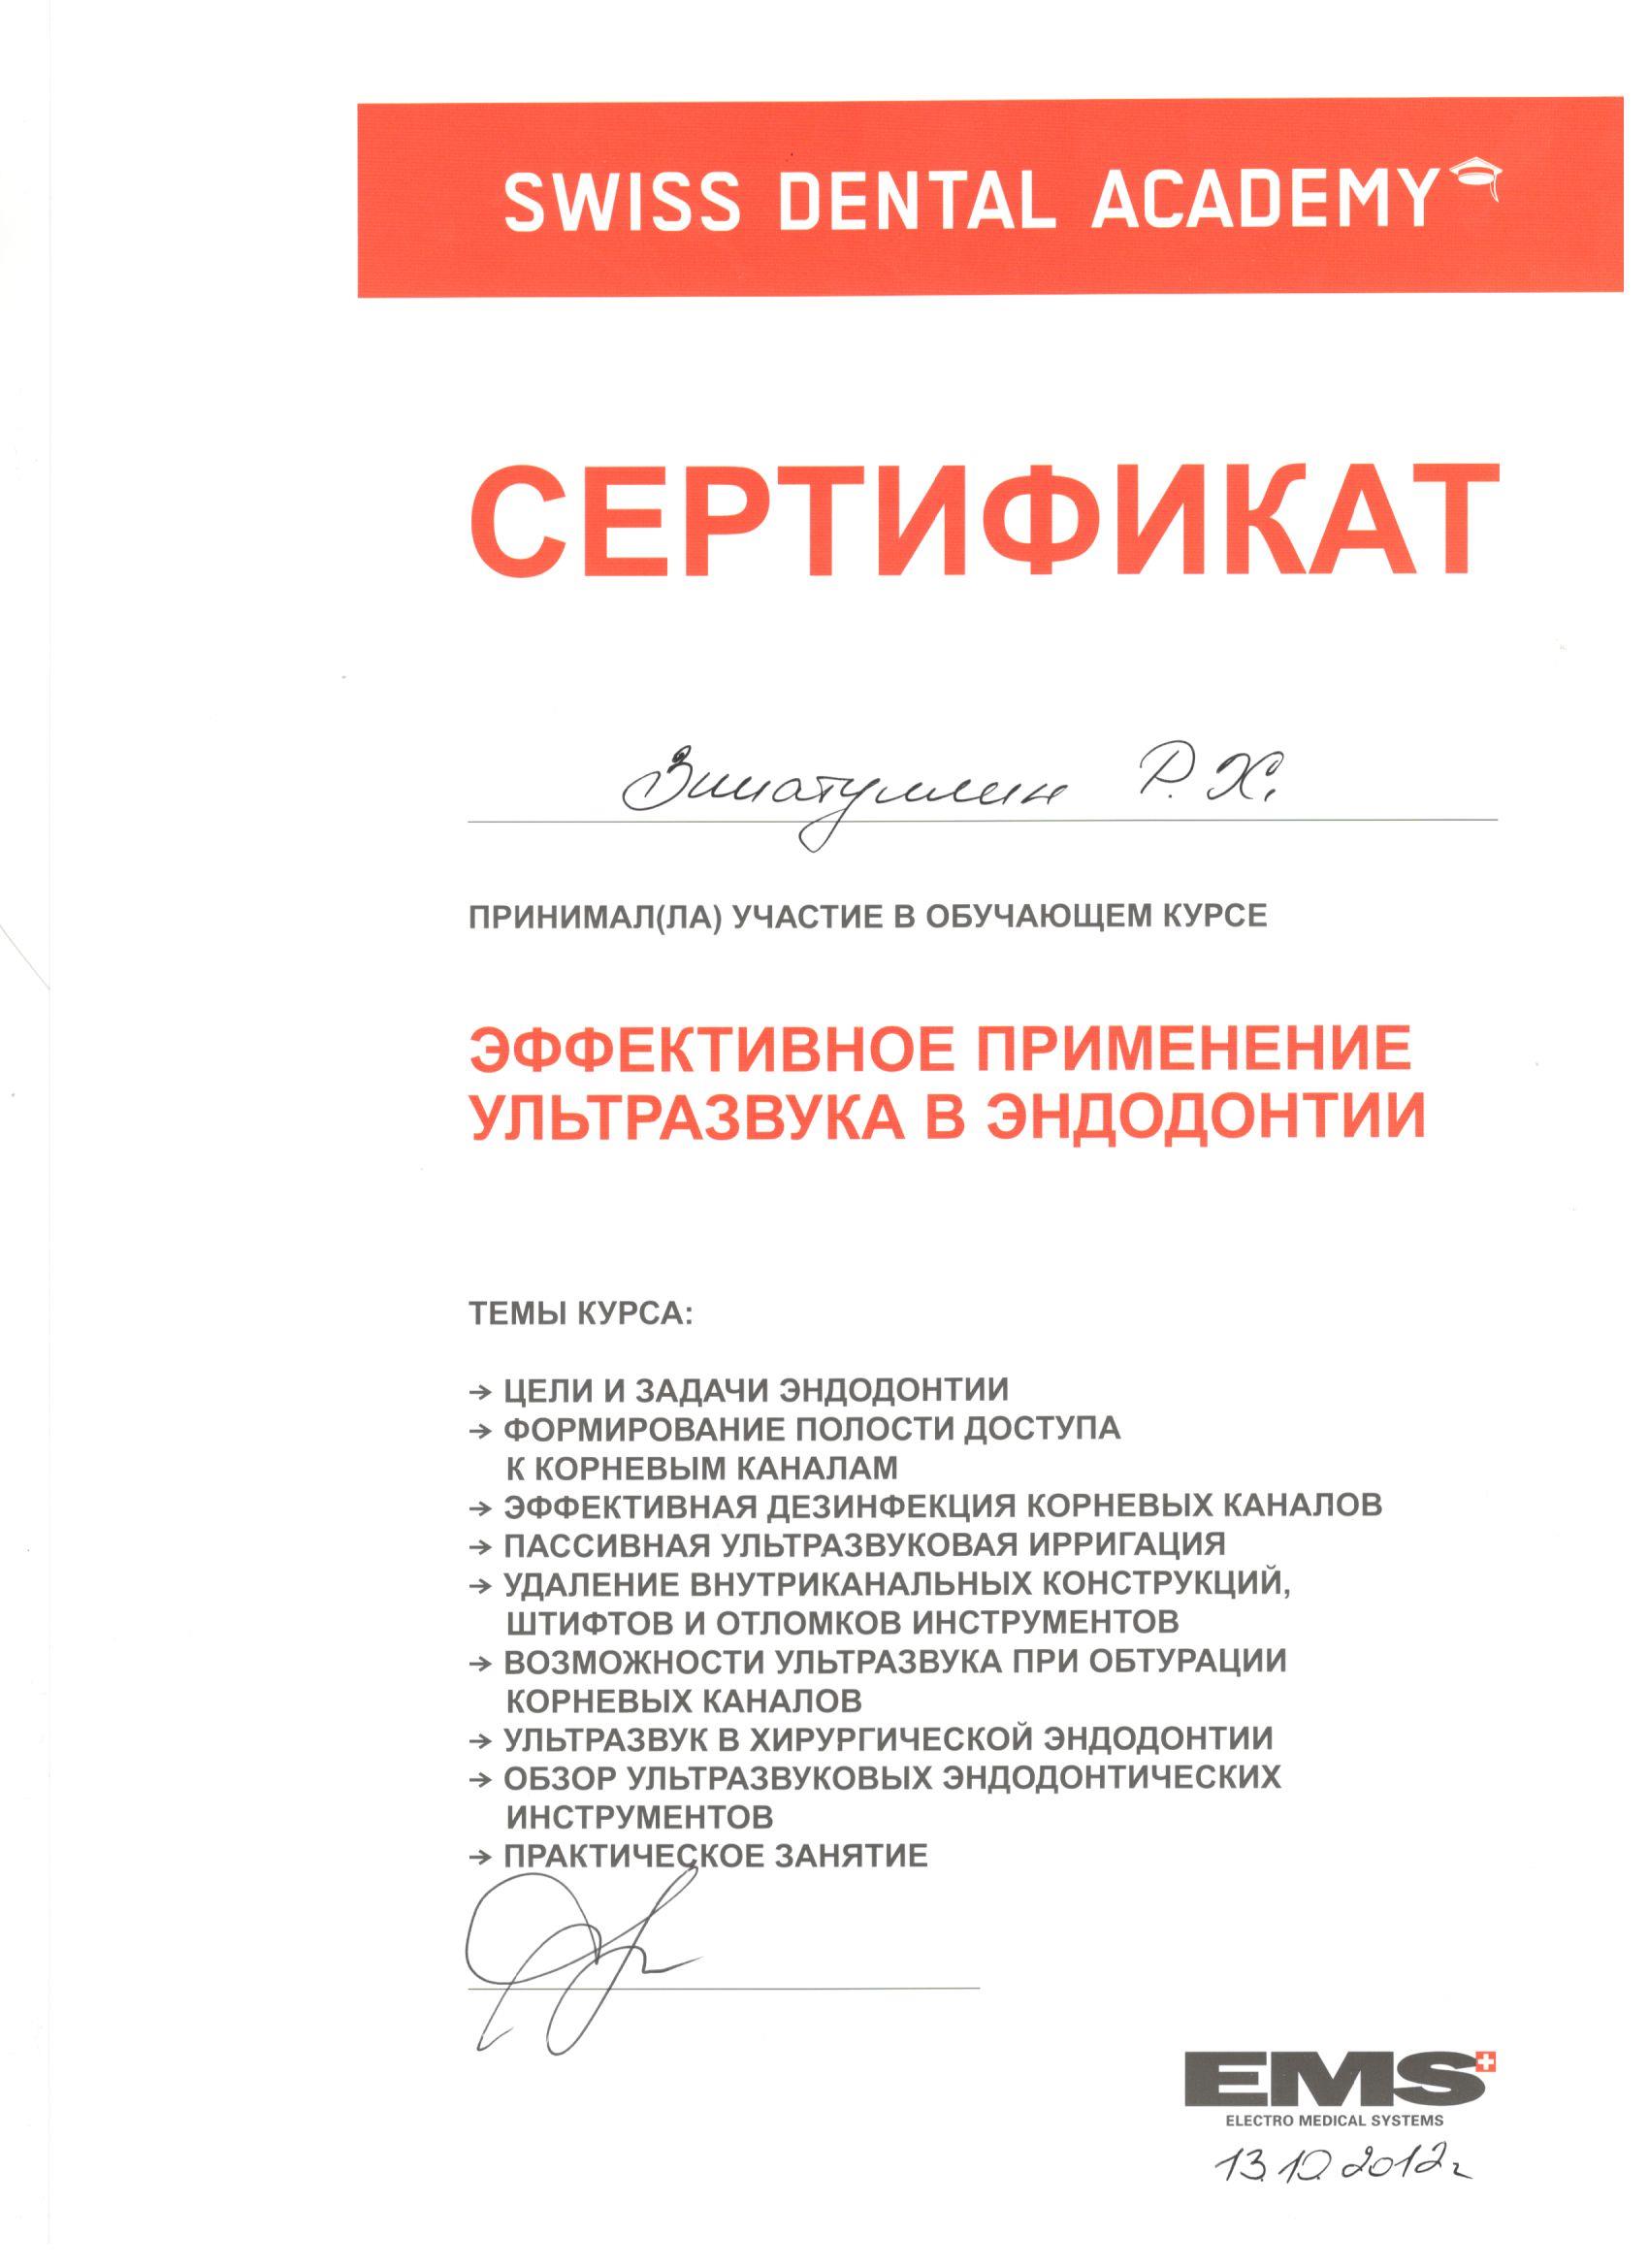 SWISS DENTAL ACADEMY
СЕРТИФИКАТ
Зинатуллин Р. Х.
ПРИНИМАЛ(ЛА) УЧАСТИЕ В ОБУЧАЮЩЕМ КУРСЕ
ЭФФЕКТИВНОЕ ПРИМЕНЕНИЕ
УЛЬТРАЗВУКА В ЭНДОДОНТИИ
ТЕМЫ КУРСА:
→ ЦЕЛИ И ЗАДАЧИ ЭНДОДОНТИИ
→ ФОРМИРОВАНИЕ ПОЛОСТИ ДОСТУПА
К КОРНЕВЫМ КАНАЛАМ
→ ЭФФЕКТИВНАЯ ДЕЗИНФЕКЦИЯ КОРНЕВЫХ КАНАЛОВ
→ ПАССИВНАЯ УЛЬТРАЗВУКОВАЯ ИРРИГАЦИЯ
→ УДАЛЕНИЕ ВНУТРИКАНАЛЬНЫХ КОНСТРУКЦИЙ,
ШТИФТОВ И ОТЛОМКОВ ИНСТРУМЕНТОВ
→ ВОЗМОЖНОСТИ УЛЬТРАЗВУКА ПРИ ОБТУРАЦИИ
КОРНЕВЫХ КАНАЛОВ
→ УЛЬТРАЗВУК В ХИРУРГИЧЕСКОЙ ЭНДОДОНТИИ
→ ОБЗОР УЛЬТРАЗВУКОВЫХ ЭНДОДОНТИЧЕСКИХ
ИНСТРУМЕНТОВ
→ ПРАКТИЧЕСКОЕ ЗАНЯТИЕ
EMS
ELECTRO MEDICAL SYSTEMS
13.10.2012г